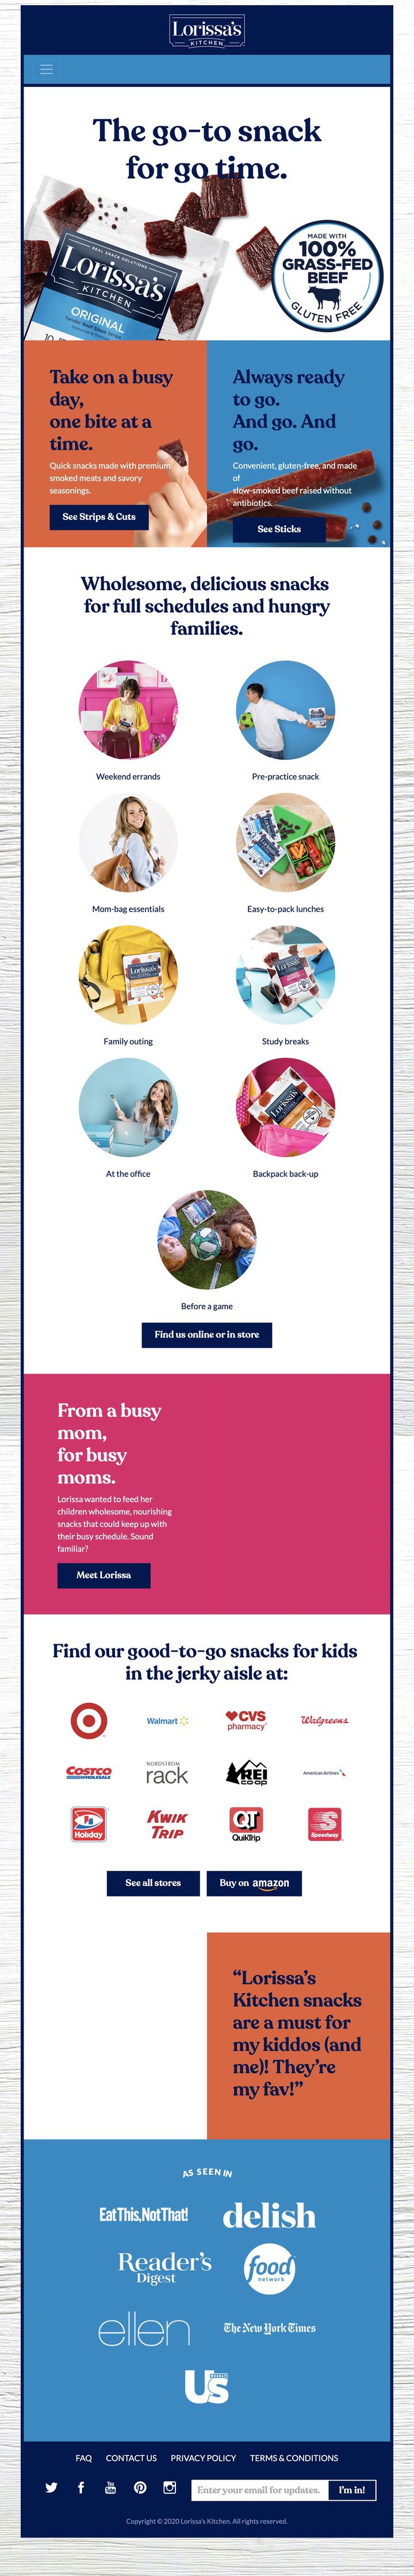 Lorissa's
KITCHEN
The go-to snack
for go time.
REAL SNACK SOLUTIONS
Lorissa's
KITCHEN
ORIGINAL
MADE WITH
100%
GRASS-FED
BEEF
GLUTEN FREE
Take on a busy
day,
one bite at a
time.
Quick snacks made with premium
smoked meats and savory
seasonings.
See Strips & Cuts
Always ready
to go.
And go. And
go.
Convenient, gluten-free, and made
of
slow-smoked beef raised without
antibiotics.
See Sticks
Wholesome, delicious snacks
for full schedules and hungry
families.
Weekend errands
Pre-practice snack
Mom-bag essentials
Easy-to-pack lunches
Lorissa's
Lorissa's
Family outing
Study breaks
Lorissa's
At the office
Backpack back-up
Before a game
Find us online or in store
From a busy
mom,
for busy
moms.
Lorissa wanted to feed her
children wholesome, nourishing
snacks that could keep up with
their busy schedule. Sound
familiar?
Meet Lorissa
Find our good-to-go snacks for kids
in the jerky aisle at:
Walmart
CVS
pharmacy
Walgreens
COSTCO
WHOLESALE
NORDSTROM
rack
REI
co-op
American Airlines
Holiday
KWIK
TRIP
QT
QuikTrip
Speedway
See all stores
Buy on amazon
“Lorissa’s
Kitchen snacks
are a must for
my kiddos (and
me)! They’re
my fav!”
AS SEEN IN
Eat This, Not That!
delish
Reader's
Digest
food
network
ellen
The New York Times
Us
WEEKLY
FAQ CONTACT US PRIVACY POLICY TERMS & CONDITIONS
You
Tube
Enter your email for updates. I'm in!
Copyright © 2020 Lorissa's Kitchen. All rights reserved.